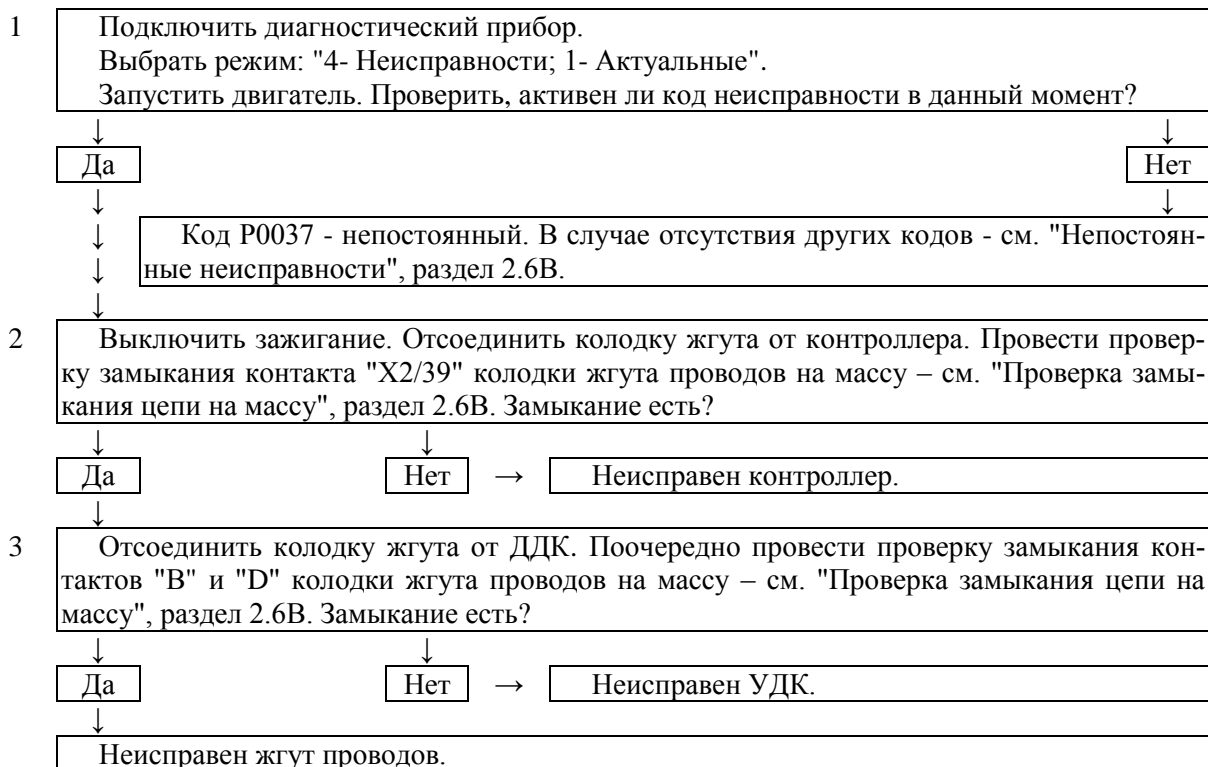 1 Подключить диагностический прибор.
Выбрать режим: "4- Неисправности; 1- Актуальные".
Запустить двигатель. Проверить, активен ли код неисправности в данный момент?
↓ ↓
Да Нет
↓ ↓
↓ Код Р0037 - непостоянный. В случае отсутствия других кодов - см. "Непостоян-
↓ ные неисправности", раздел 2.6В.
↓
2 Выключить зажигание. Отсоединить колодку жгута от контроллера. Провести провер-
ку замыкания контакта "X2/39" колодки жгута проводов на массу – см. "Проверка замы-
кания цепи на массу", раздел 2.6В. Замыкание есть?
↓ ↓
Да Нет → Неисправен контроллер.
↓
3 Отсоединить колодку жгута от ДДК. Поочередно провести проверку замыкания кон-
тактов "В" и "D" колодки жгута проводов на массу – см. "Проверка замыкания цепи на
массу", раздел 2.6В. Замыкание есть?
↓ ↓
Да Нет → Неисправен УДК.
↓
Неисправен жгут проводов.